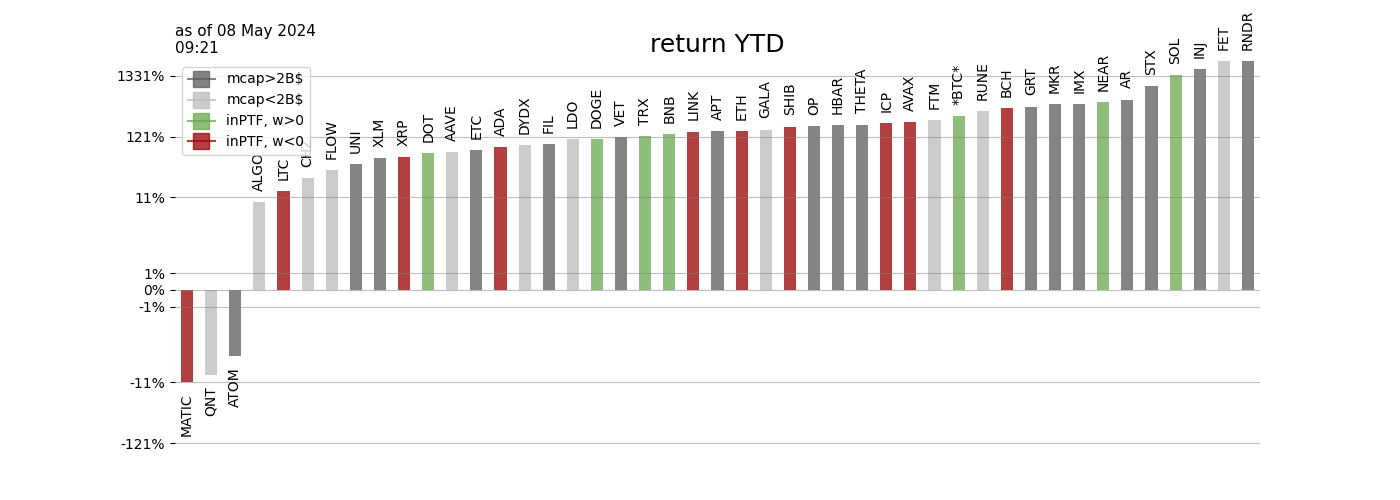 as of 08 May 2024
09:21
return YTD
1331%
121%
11%
1%
0%
-1%
-11%
-121%
mcap>2B$
mcap<2B$
inPTF, w>0
inPTF, w<0
MATIC
QNT
ATOM
ALGO
LTC
CHZ
FLOW
UNI
XLM
XRP
DOT
AAVE
ETC
ADA
DYDX
FIL
LDO
DOGE
VET
TRX
BNB
LINK
APT
ETH
GALA
SHIB
OP
HBAR
THETA
ICP
AVAX
FTM
*BTC*
RUNE
BCH
GRT
MKR
IMX
NEAR
AR
STX
SOL
INJ
FET
RNDR